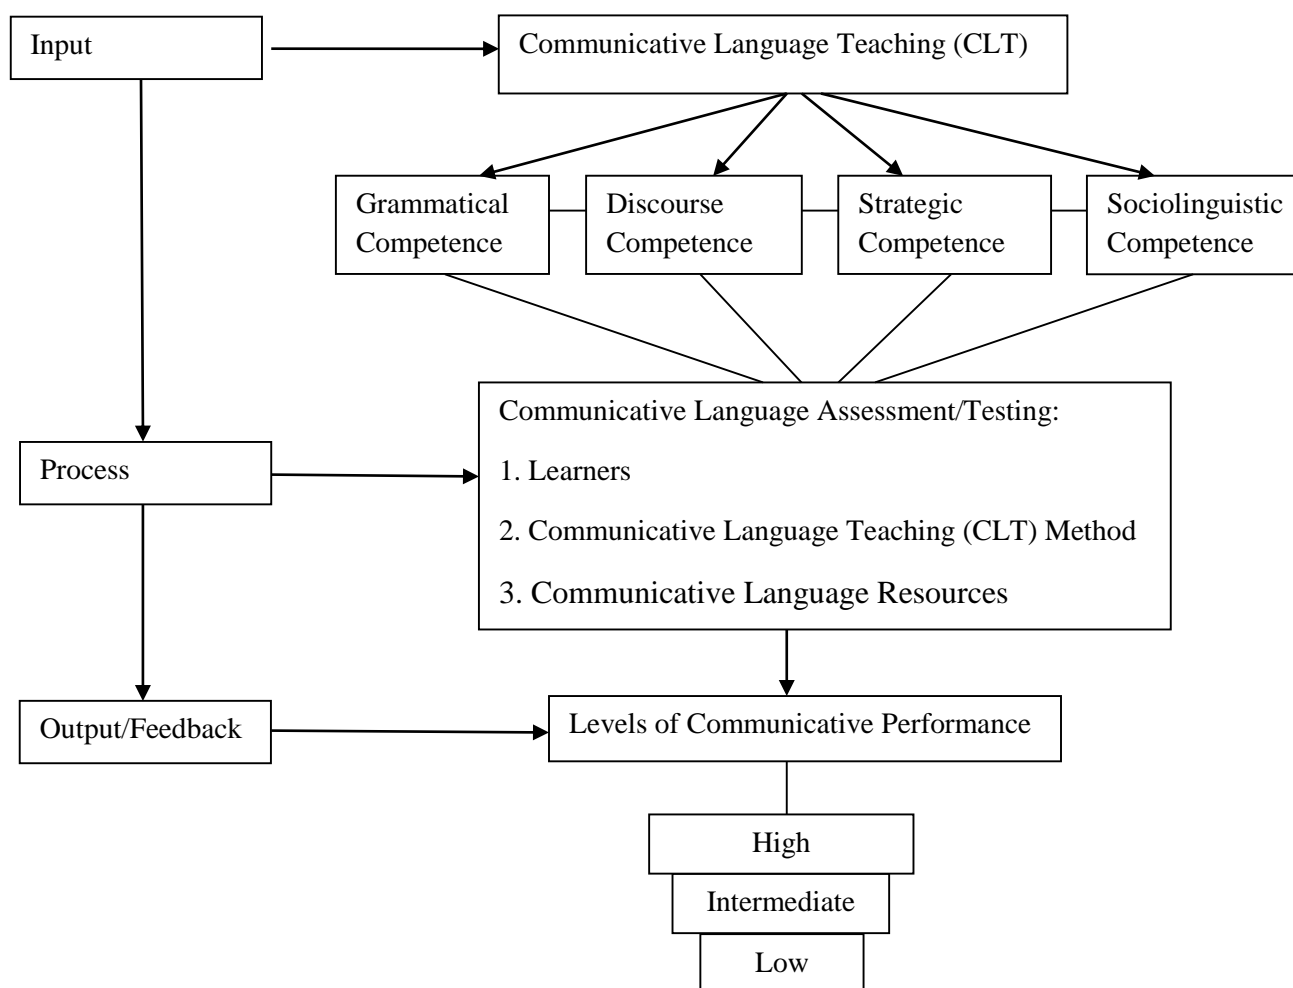 Input
Communicative Language Teaching (CLT)
Grammatical
Competence
Discourse
Competence
Strategic
Competence
Sociolinguistic
Competence
Communicative Language Assessment/Testing:
1. Learners
2. Communicative Language Teaching (CLT) Method
3. Communicative Language Resources
Process
Output/Feedback
Levels of Communicative Performance
High
Intermediate
Low